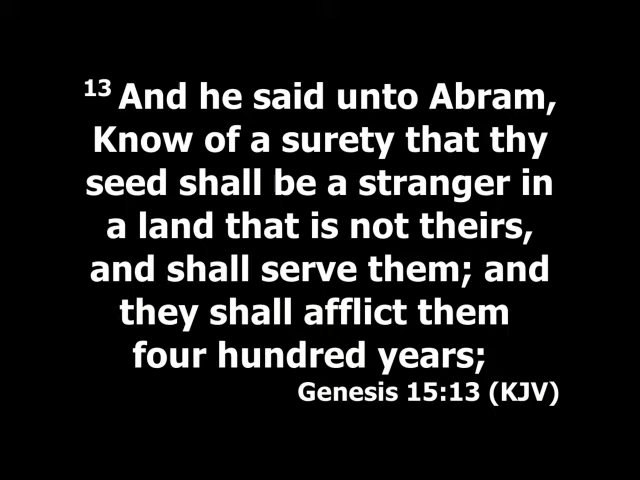 13 And he said unto Abram,
Know of a surety that thy
seed shall be a stranger in
a land that is not theirs,
and shall serve them; and
they shall afflict them
four hundred years;
Genesis 15:13 (KJV)